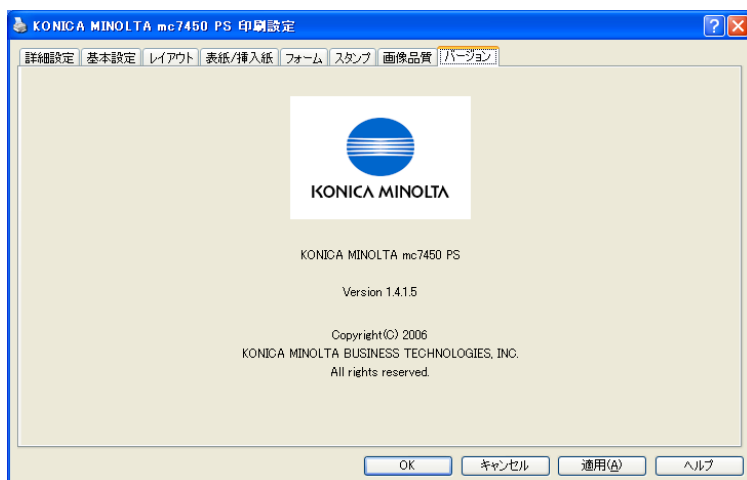 KONICA MINOLTA mc7450 PS 印刷設定
詳細設定 基本設定 レイアウト 表紙/挿入紙 フォーム スタンプ 画像品質 バージョン
KONICA MINOLTA
KONICA MINOLTA mc7450 PS
Version 1.4.1.5
Copyright(C) 2006
KONICA MINOLTA BUSINESS TECHNOLOGIES, INC.
All rights reserved.
OK キャンセル 適用(A) ヘルプ